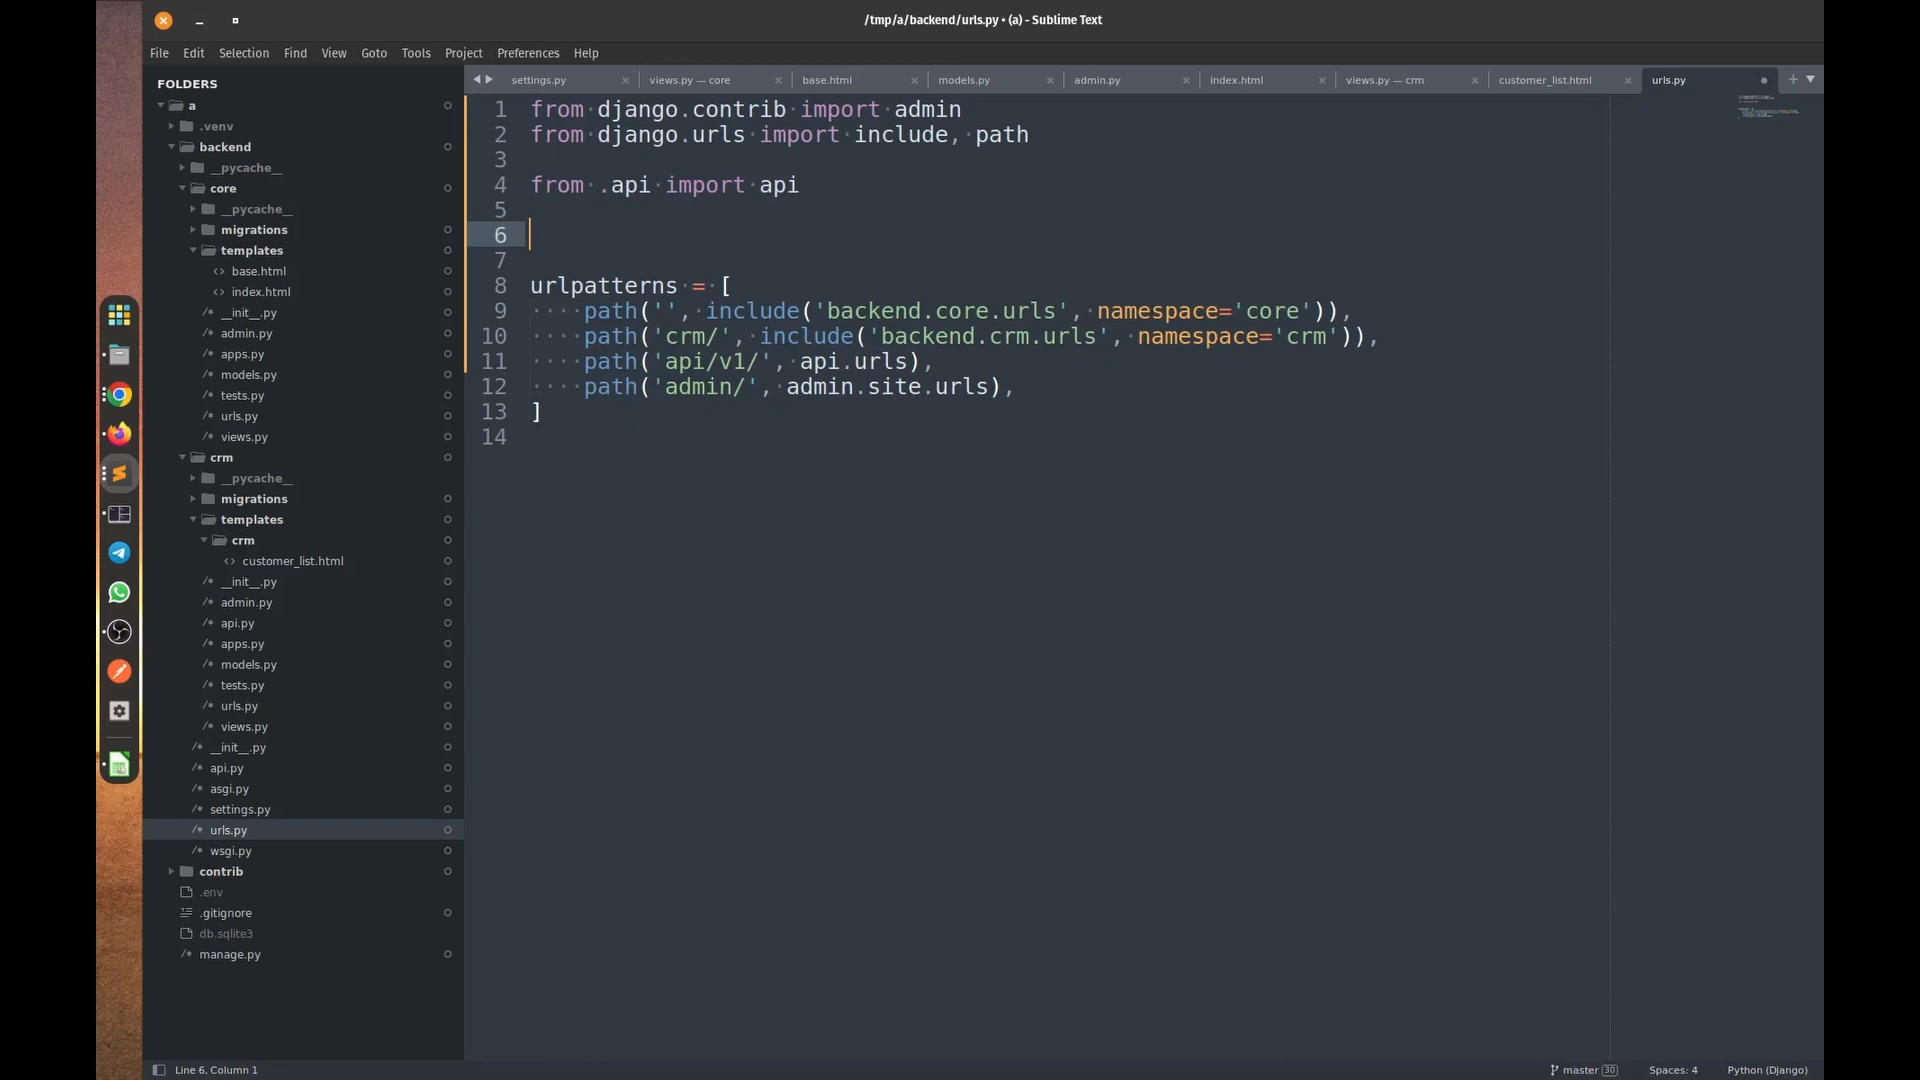 /tmp/a/backend/urls.py • (a) - Sublime Text
File Edit Selection Find View Goto Tools Project Preferences Help
settings.py views.py — core base.html models.py admin.py index.html views.py — crm customer_list.html urls.py
FOLDERS
a
.venv
backend
__pycache__
core
__pycache__
migrations
templates
base.html
index.html
__init__.py
admin.py
apps.py
models.py
tests.py
urls.py
views.py
crm
__pycache__
migrations
templates
crm
customer_list.html
__init__.py
admin.py
api.py
apps.py
models.py
tests.py
urls.py
views.py
__init__.py
api.py
asgi.py
settings.py
urls.py
wsgi.py
contrib
.env
.gitignore
db.sqlite3
manage.py
1 from django.contrib import admin
2 from django.urls import include, path
3
4 from .api import api
5
6
7
8 urlpatterns = [
9     path('', include('backend.core.urls', namespace='core')),
10     path('crm/', include('backend.crm.urls', namespace='crm')),
11     path('api/v1/', api.urls),
12     path('admin/', admin.site.urls),
13 ]
14
Line 6, Column 1 master 30 Spaces: 4 Python (Django)